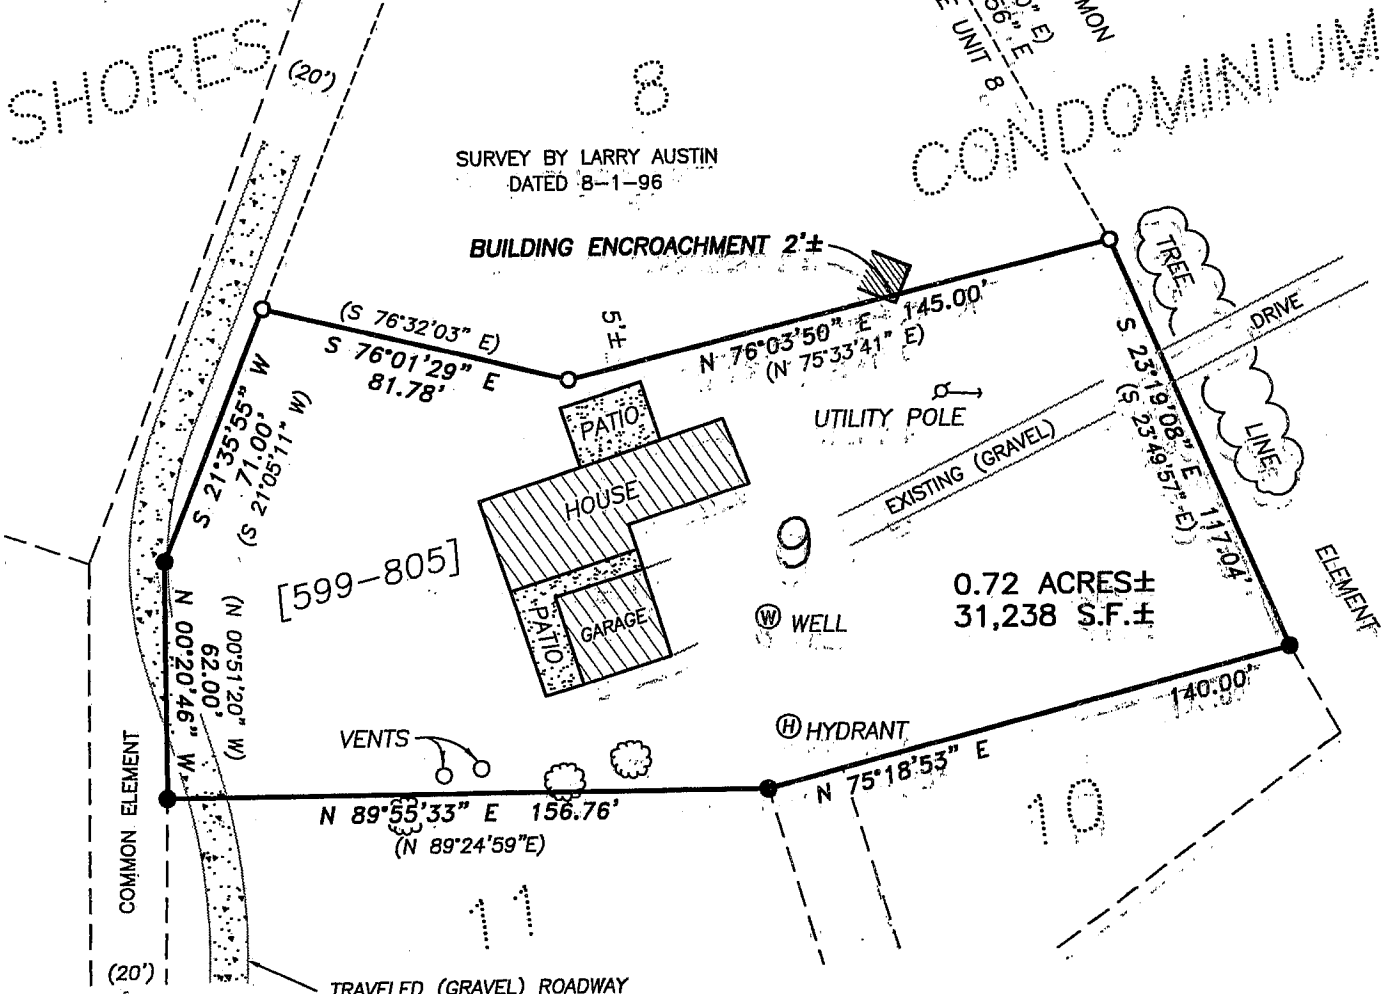 SHORES
(20')
8
SURVEY BY LARRY AUSTIN
DATED 8-1-96
E UNIT 8
CONDOMINIUM
BUILDING ENCROACHMENT 2'±
(S 76°32'03" E)
S 76°01'29" E
81.78'
5'±
N 76°03'50" E 145.00'
(N 75°33'41" E)
TREE
LINE
DRIVE
S 21°35'55" W
71.00'
(S 21°05'11" W)
PATIO
HOUSE
PATIO
GARAGE
UTILITY POLE
EXISTING (GRAVEL)
S 23°19'08" E 117.04'
(S 23°49'57" E)
[599-805]
9
0.72 ACRES±
31,238 S.F.±
ELEMENT
W WELL
N 00°20'46" W
62.00'
(N 00°51'20" W)
H HYDRANT
VENTS
140.00'
N 75°18'53" E
N 89°55'33" E 156.76'
(N 89°24'59"E)
10
COMMON ELEMENT
11
(20')
TRAVELED (GRAVEL) ROADWAY